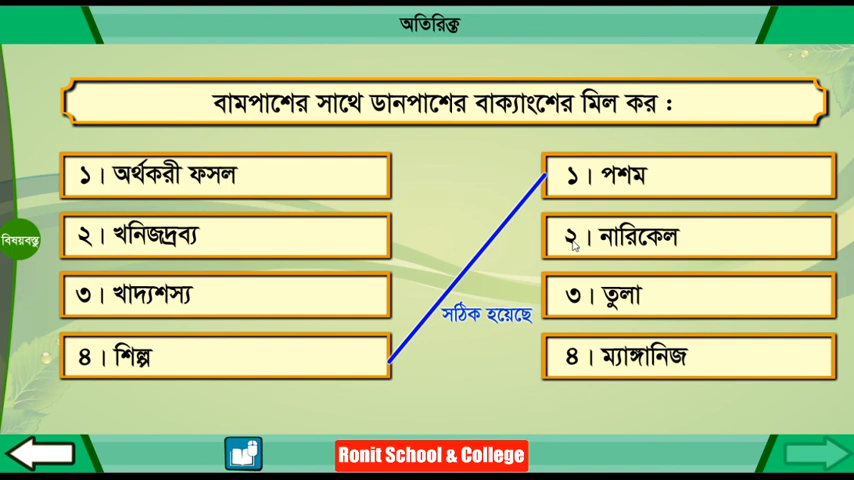 অতিরিক্ত
বামপাশের সাথে ডানপাশের বাক্যাংশের মিল কর :
১। অর্থকরী ফসল
১। পশম
২। খনিজদ্রব্য
২। নারিকেল
বিষয়বস্তু
৩। খাদ্যশস্য
৩। তুলা
সঠিক হয়েছে
৪। শিল্প
৪। ম্যাঙ্গানিজ
Ronit School & College